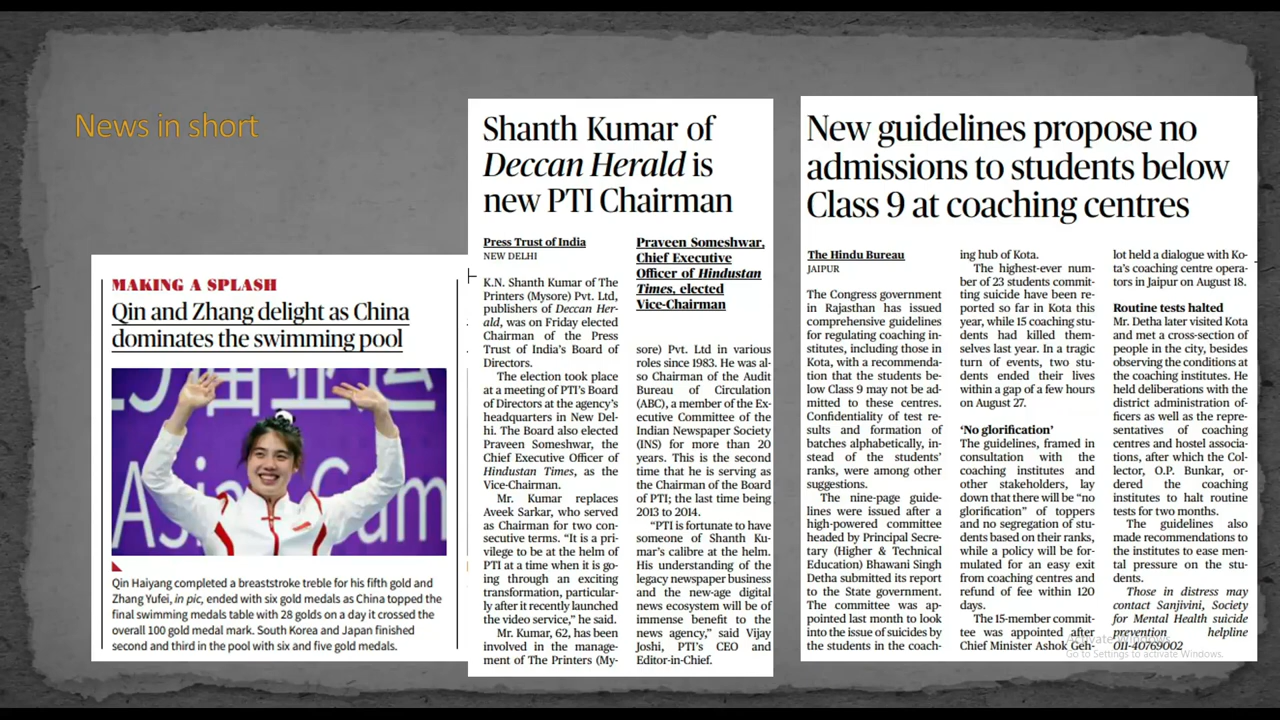 News in short
MAKING A SPLASH
Qin and Zhang delight as China
dominates the swimming pool
Qin Haiyang completed a breaststroke treble for his fifth gold and
Zhang Yufei, in pic, ended with six gold medals as China topped the
final swimming medals table with 28 golds on a day it crossed the
overall 100 gold medal mark. South Korea and Japan finished
second and third in the pool with six and five gold medals.
Shanth Kumar of
Deccan Herald is
new PTI Chairman
Press Trust of India
NEW DELHI
K.N. Shanth Kumar of The
Printers (Mysore) Pvt. Ltd,
publishers of Deccan Her-
ald, was on Friday elected
Chairman of the Press
Trust of India's Board of
Directors.
The election took place
at a meeting of PTI's Board
of Directors at the agency's
headquarters in New Del-
hi. The Board also elected
Praveen Someshwar, the
Chief Executive Officer of
Hindustan Times, as the
Vice-Chairman.
Mr. Kumar replaces
Aveek Sarkar, who served
as Chairman for two con-
secutive terms. “It is a pri-
vilege to be at the helm of
PTI at a time when it is go-
ing through an exciting
transformation, particular-
ly after it recently launched
the video service,” he said.
Mr. Kumar, 62, has been
involved in the manage-
ment of The Printers (My-
Praveen Someshwar,
Chief Executive
Officer of Hindustan
Times, elected
Vice-Chairman
sore) Pvt. Ltd in various
roles since 1983. He was al-
so Chairman of the Audit
Bureau of Circulation
(ABC), a member of the Ex-
ecutive Committee of the
Indian Newspaper Society
(INS) for more than 20
years. This is the second
time that he is serving as
the Chairman of the Board
of PTI; the last time being
2013 to 2014.
“PTI is fortunate to have
someone of Shanth Ku-
mar's calibre at the helm.
His understanding of the
legacy newspaper business
and the new-age digital
news ecosystem will be of
immense benefit to the
news agency,” said Vijay
Joshi, PTI's CEO and
Editor-in-Chief.
New guidelines propose no
admissions to students below
Class 9 at coaching centres
The Hindu Bureau
JAIPUR
The Congress government
in Rajasthan has issued
comprehensive guidelines
for regulating coaching ins-
titutes, including those in
Kota, with a recommenda-
tion that the students be-
low Class 9 may not be ad-
mitted to these centres.
Confidentiality of test re-
sults and formation of
batches alphabetically, in-
stead of the students'
ranks, were among other
suggestions.
The nine-page guide-
lines were issued after a
high-powered committee
headed by Principal Secre-
tary (Higher & Technical
Education) Bhawani Singh
Detha submitted its report
to the State government.
The committee was ap-
pointed last month to look
into the issue of suicides by
the students in the coach-
ing hub of Kota.
The highest-ever num-
ber of 23 students commit-
ting suicide have been re-
ported so far in Kota this
year, while 15 coaching stu-
dents had killed them-
selves last year. In a tragic
turn of events, two stu-
dents ended their lives
within a gap of a few hours
on August 27.
‘No glorification’
The guidelines, framed in
consultation with the
coaching institutes and
other stakeholders, lay
down that there will be “no
glorification” of toppers
and no segregation of stu-
dents based on their ranks,
while a policy will be for-
mulated for an easy exit
from coaching centres and
refund of fee within 120
days.
The 15-member commit-
tee was appointed after
Chief Minister Ashok Geh-
lot held a dialogue with Ko-
ta's coaching centre opera-
tors in Jaipur on August 18.
Routine tests halted
Mr. Detha later visited Kota
and met a cross-section of
people in the city, besides
observing the conditions at
the coaching institutes. He
held deliberations with the
district administration of-
ficers as well as the repre-
sentatives of coaching
centres and hostel associa-
tions, after which the Col-
lector, O.P. Bunkar, or-
dered the coaching
institutes to halt routine
tests for two months.
The guidelines also
made recommendations to
the institutes to ease men-
tal pressure on the stu-
dents.
Those in distress may
contact Sanjivini, Society
for Mental Health suicide
prevention helpline
011-40769002
Activate Windows
Go to Settings to activate Windows.